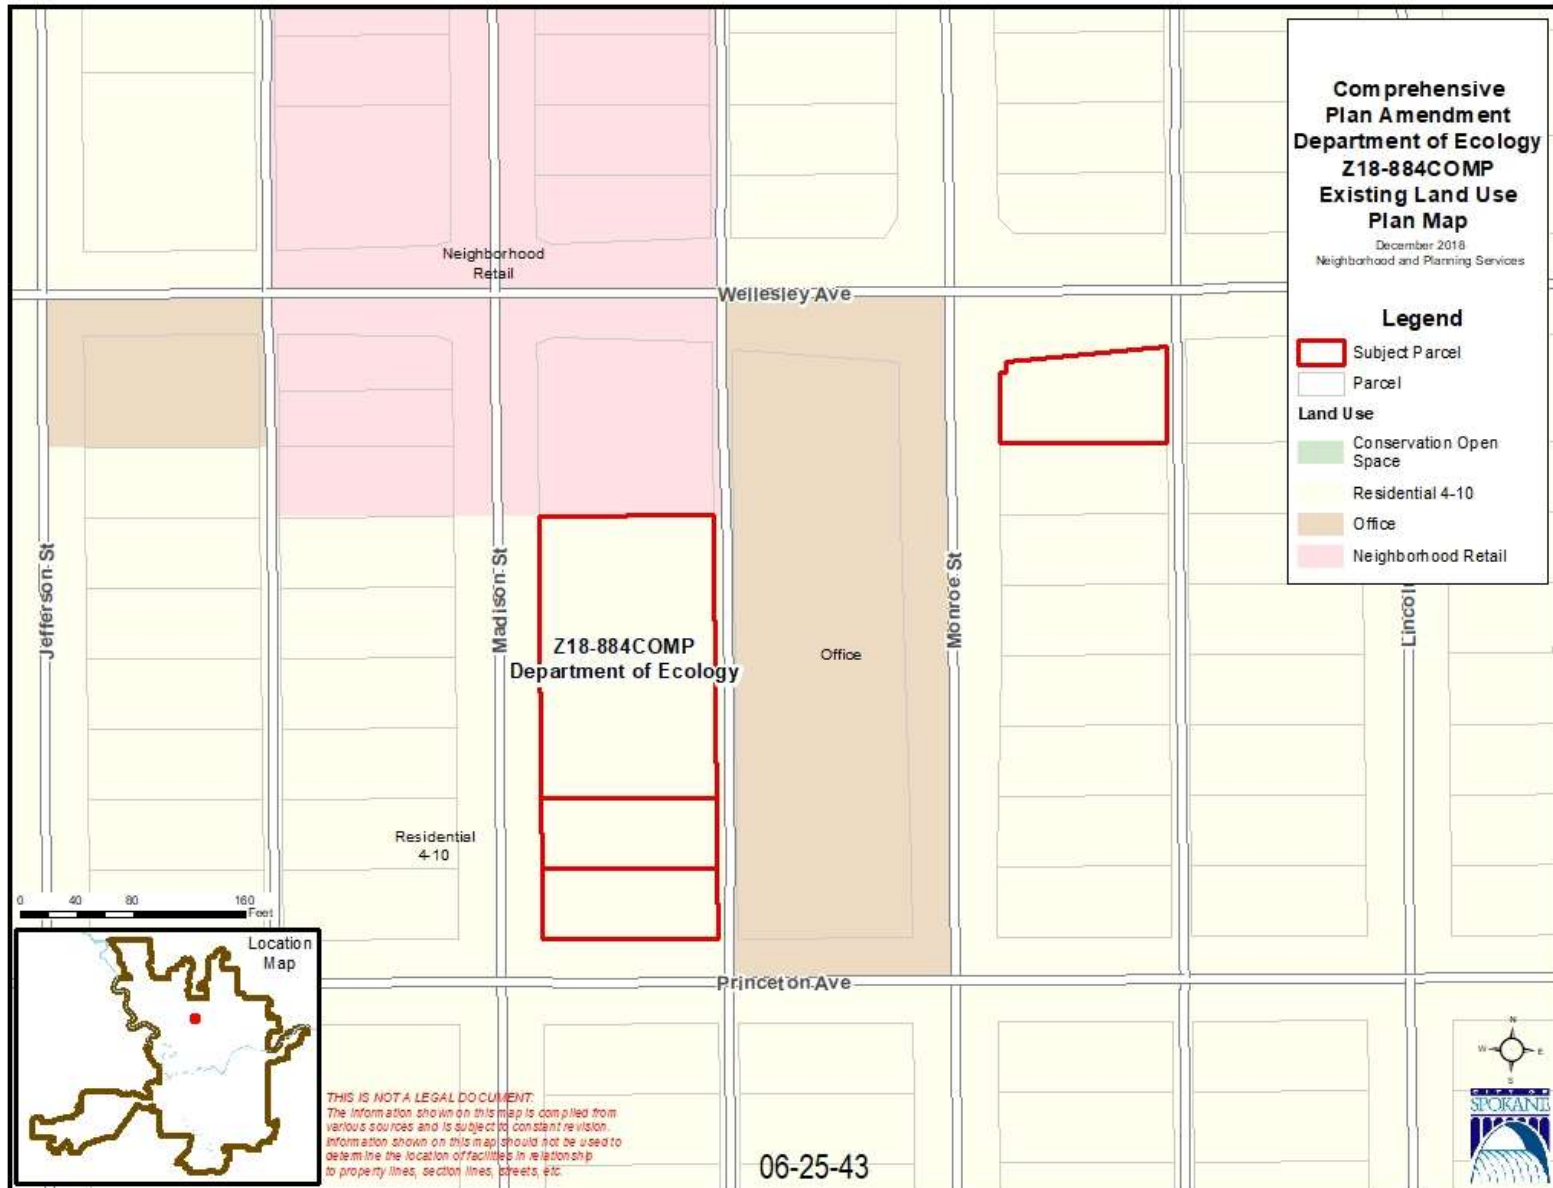 Comprehensive
Plan Amendment
Department of Ecology
Z18-884COMP
Existing Land Use
Plan Map
December 2018
Neighborhood and Planning Services
Legend
Subject Parcel
Parcel
Land Use
Conservation Open
Space
Residential 4-10
Office
Neighborhood Retail
Neighborhood
Retail
Wellesley Ave
Jefferson St
Madison St
Monroe St
Lincol
Z18-884COMP
Department of Ecology
Office
Residential
4-10
0 40 80 160
Feet
Location
Map
Princeton Ave
THIS IS NOT A LEGAL DOCUMENT:
The information shown on this map is compiled from
various sources and is subject to constant revision.
Information shown on this map should not be used to
determine the location of facilities in relationship
to property lines, section lines, streets, etc.
06-25-43
N
W E
S
CITY OF
SPOKANE